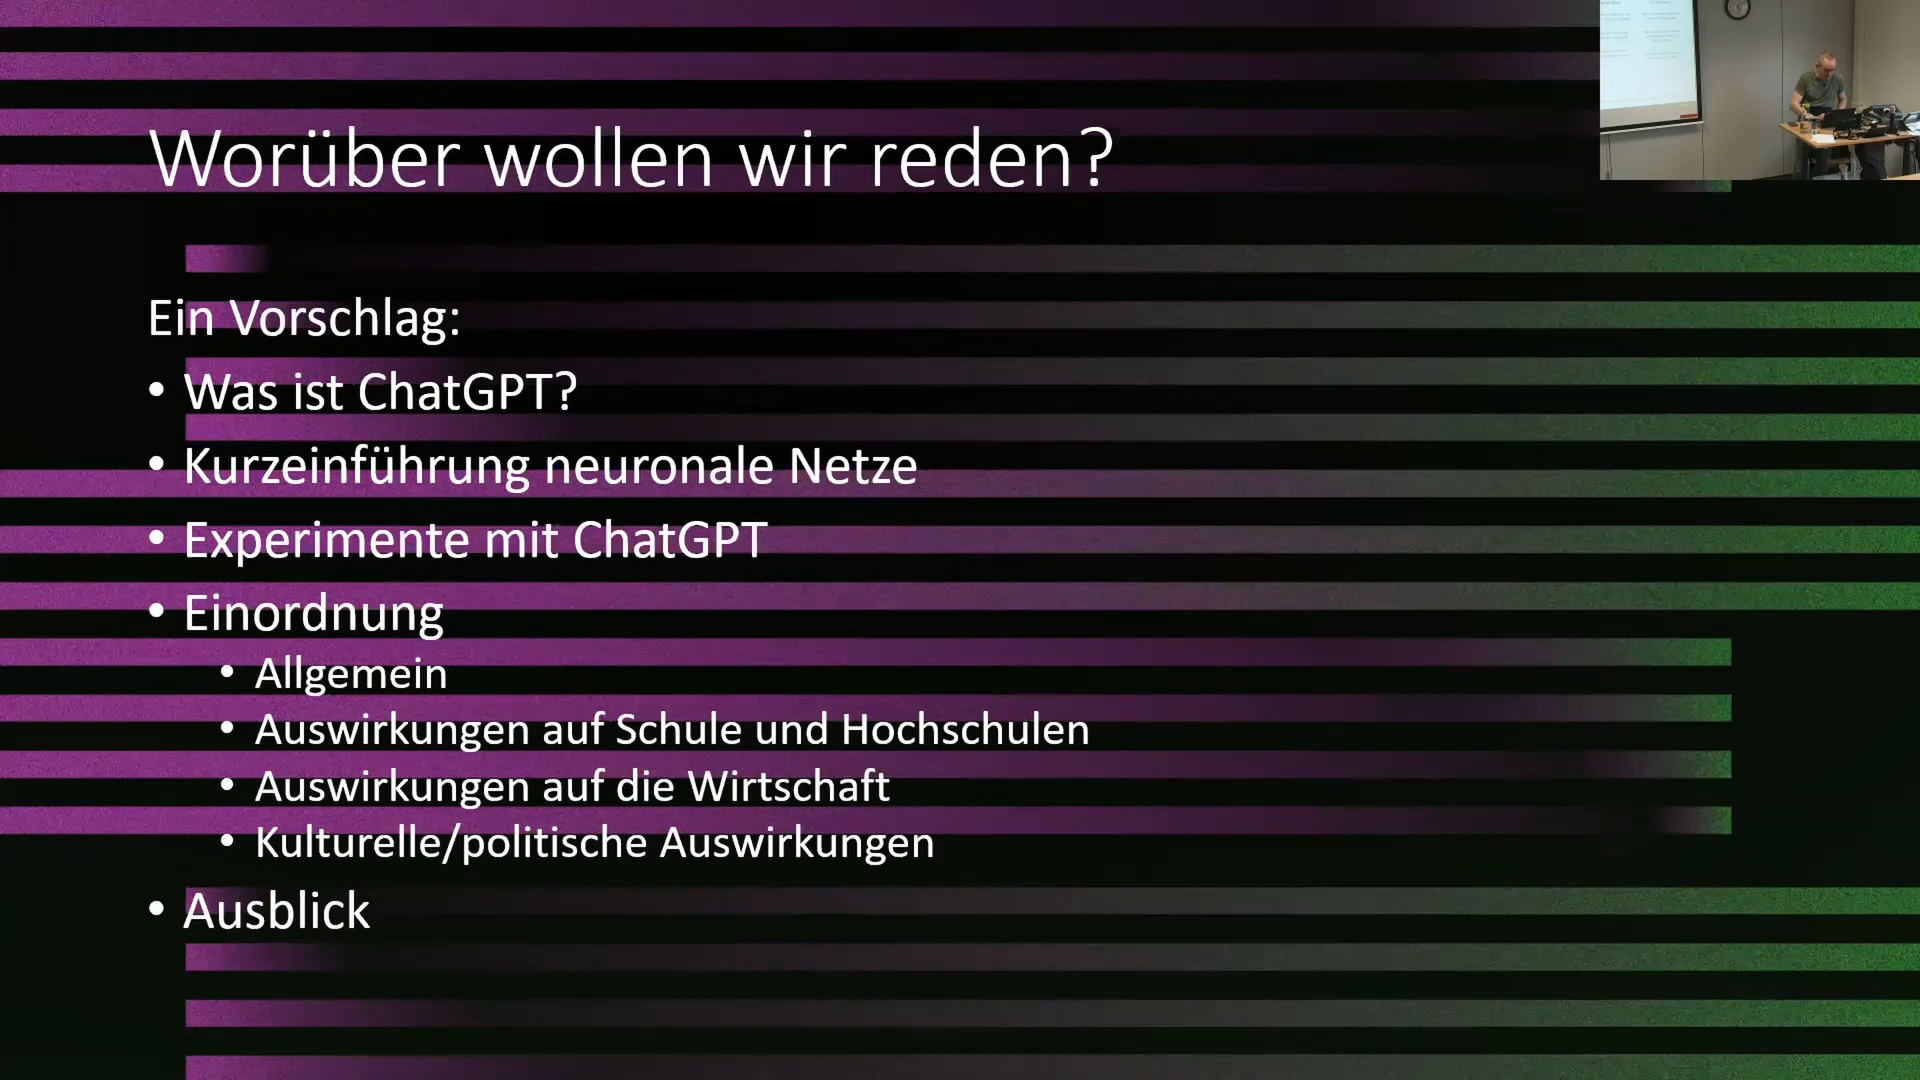 Worüber wollen wir reden?
Ein Vorschlag:
• Was ist ChatGPT?
• Kurzeinführung neuronale Netze
• Experimente mit ChatGPT
• Einordnung
• Allgemein
• Auswirkungen auf Schule und Hochschulen
• Auswirkungen auf die Wirtschaft
• Kulturelle/politische Auswirkungen
• Ausblick